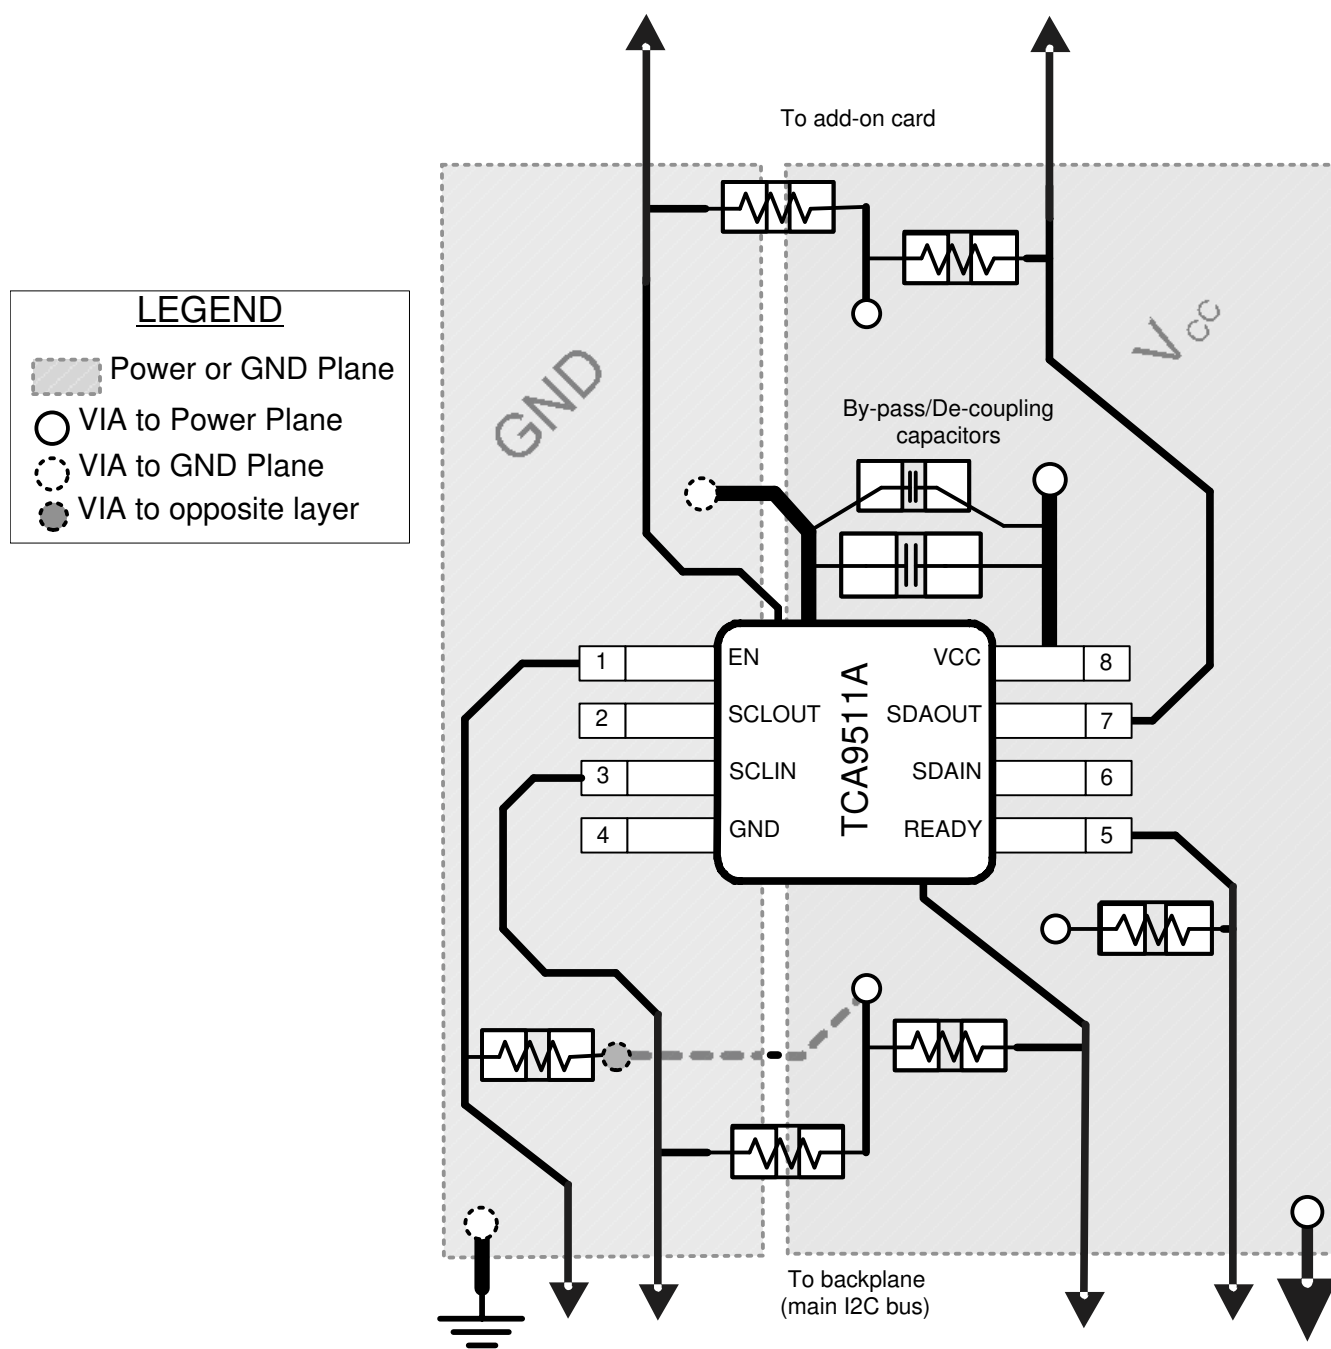 To add-on card
LEGEND
Power or GND Plane
VIA to Power Plane
VIA to GND Plane
VIA to opposite layer
GND
VCC
By-pass/De-coupling
capacitors
1 EN VCC 8
2 SCLOUT SDAOUT 7
3 SCLIN SDAIN 6
4 GND READY 5
TCA9511A
To backplane
(main I2C bus)